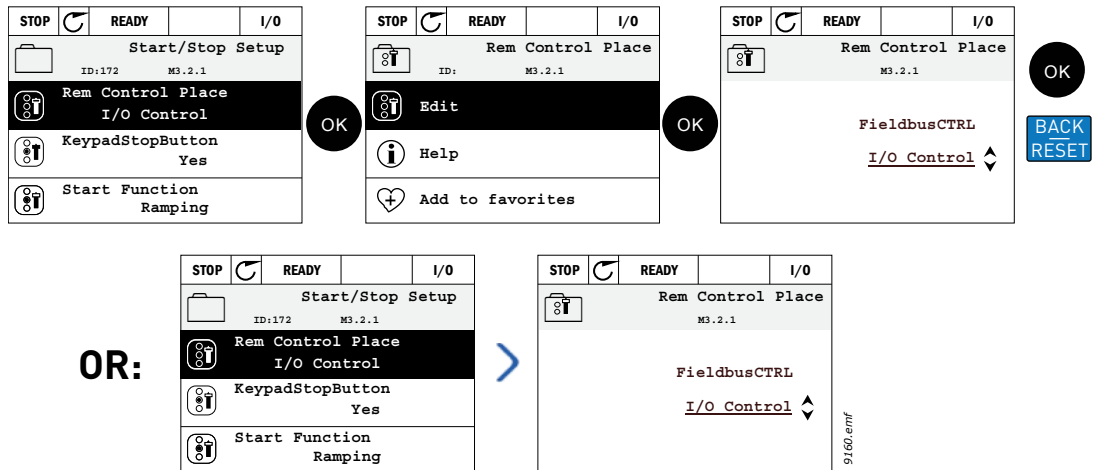 STOP READY I/O
Start/Stop Setup
ID:172 M3.2.1
Rem Control Place
I/O Control
KeypadStopButton
Yes
Start Function
Ramping
OK
STOP READY I/O
Rem Control Place
ID: M3.2.1
Edit
Help
Add to favorites
OK
STOP READY I/O
Rem Control Place
M3.2.1
FieldbusCTRL
I/O Control
OK
BACK
RESET
OR:
STOP READY I/O
Start/Stop Setup
ID:172 M3.2.1
Rem Control Place
I/O Control
KeypadStopButton
Yes
Start Function
Ramping
STOP READY I/O
Rem Control Place
M3.2.1
FieldbusCTRL
I/O Control
9160.emf